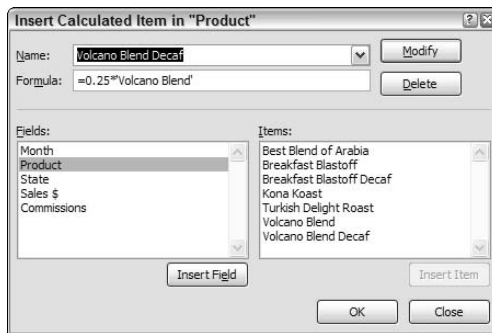 Insert Calculated Item in "Product"
Name: Volcano Blend Decaf Modify
Formula: =0.25*'Volcano Blend' Delete
Fields: Items:
Month Best Blend of Arabia
Product Breakfast Blastoff
State Breakfast Blastoff Decaf
Sales $ Kona Koast
Commissions Turkish Delight Roast
Volcano Blend
Volcano Blend Decaf
Insert Field Insert Item
OK Close